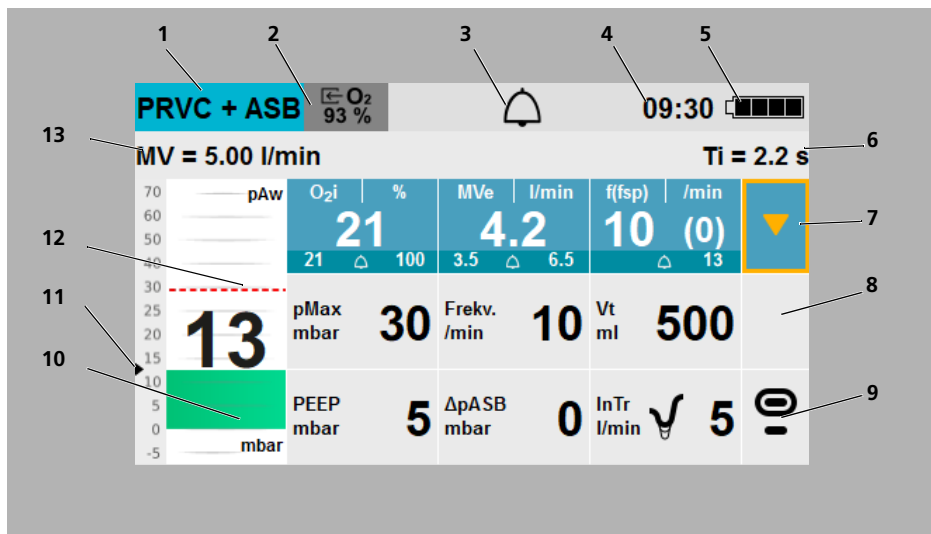 1 2 3 4 5
PRVC + ASB O₂ 93 % 09:30
13 6
MV = 5.00 l/min Ti = 2.2 s
70 pAw O₂i % MVe l/min f(fsp) /min
60
7
50 21 4.2 10 (0)
12
40 21 100 3.5 6.5 13
30
8
25 pMax mbar 30 Frekv. /min 10 Vt ml 500
20 13
11
15
10
10
9
5 PEEP mbar 5 ΔpASB mbar 0 InTr l/min 5
0
-5 mbar